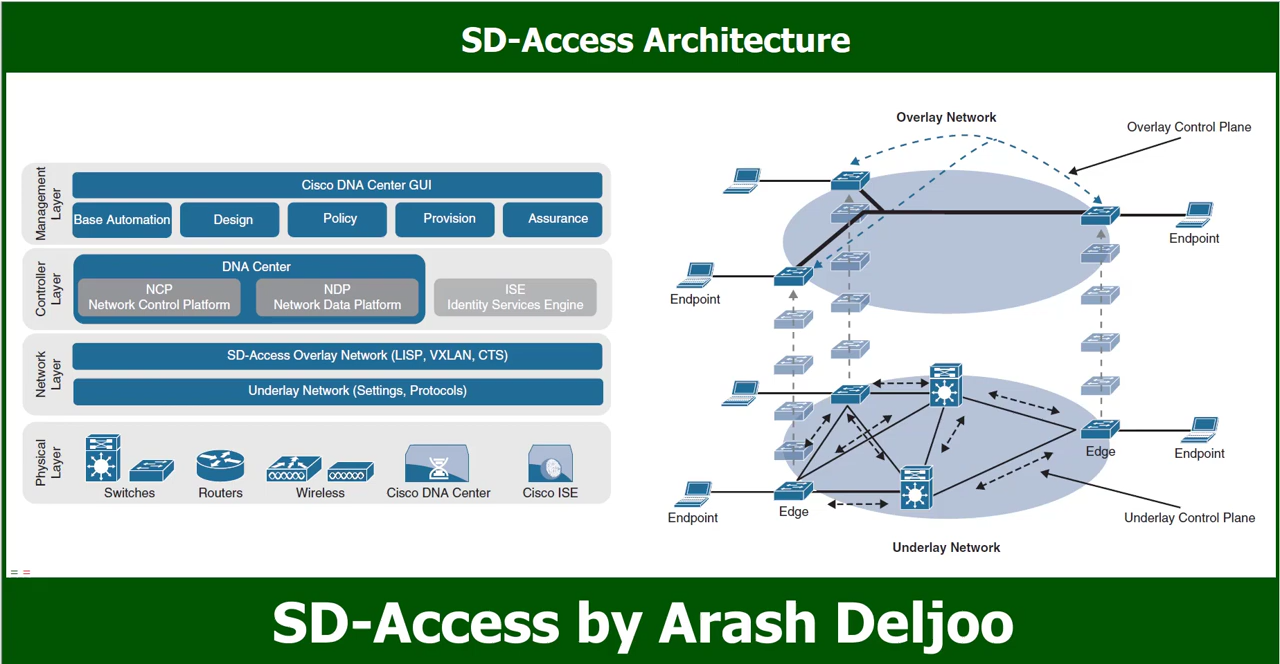 SD-Access Architecture
Management
Layer
Cisco DNA Center GUI
Base Automation
Design
Policy
Provision
Assurance
Controller
Layer
DNA Center
NCP
Network Control Platform
NDP
Network Data Platform
ISE
Identity Services Engine
Network
Layer
SD-Access Overlay Network (LISP, VXLAN, CTS)
Underlay Network (Settings, Protocols)
Physical
Layer
Switches
Routers
Wireless
Cisco DNA Center
Cisco ISE
Overlay Network
Overlay Control Plane
Endpoint
Endpoint
Edge
Endpoint
Endpoint
Edge
Underlay Control Plane
Underlay Network
SD-Access by Arash Deljoo